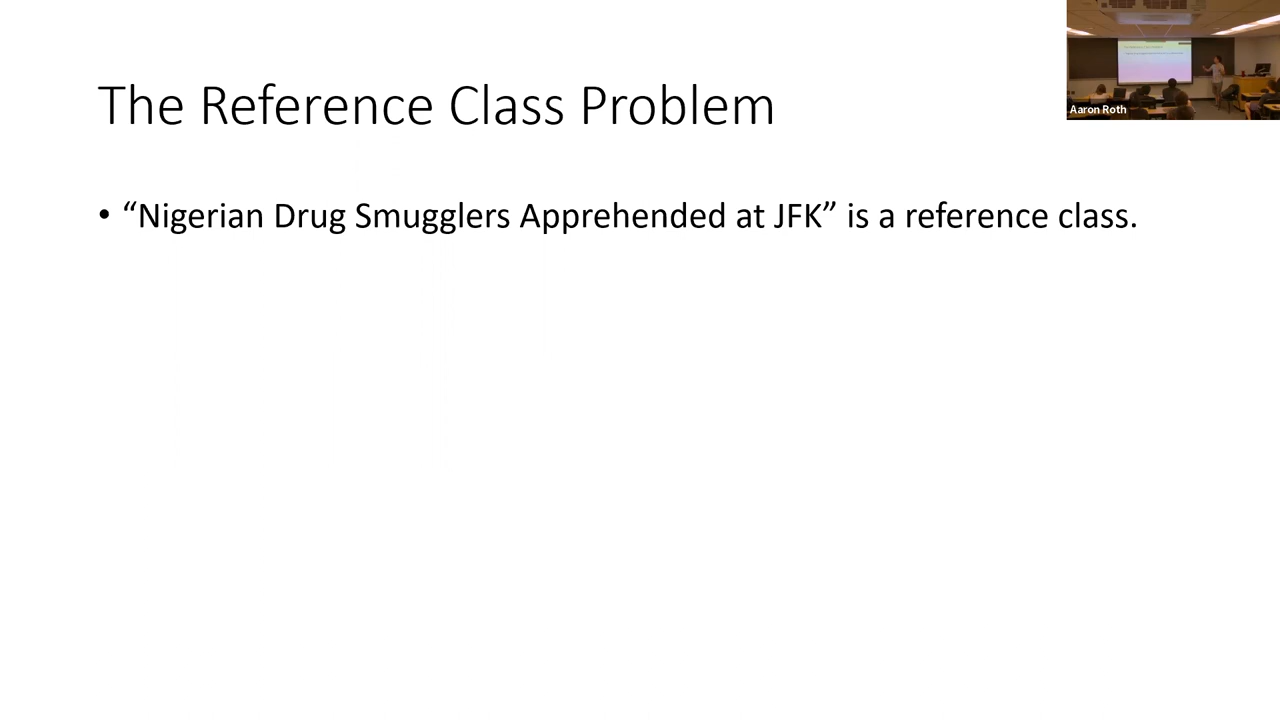 The Reference Class Problem
• “Nigerian Drug Smugglers Apprehended at JFK” is a reference class.
Aaron Roth